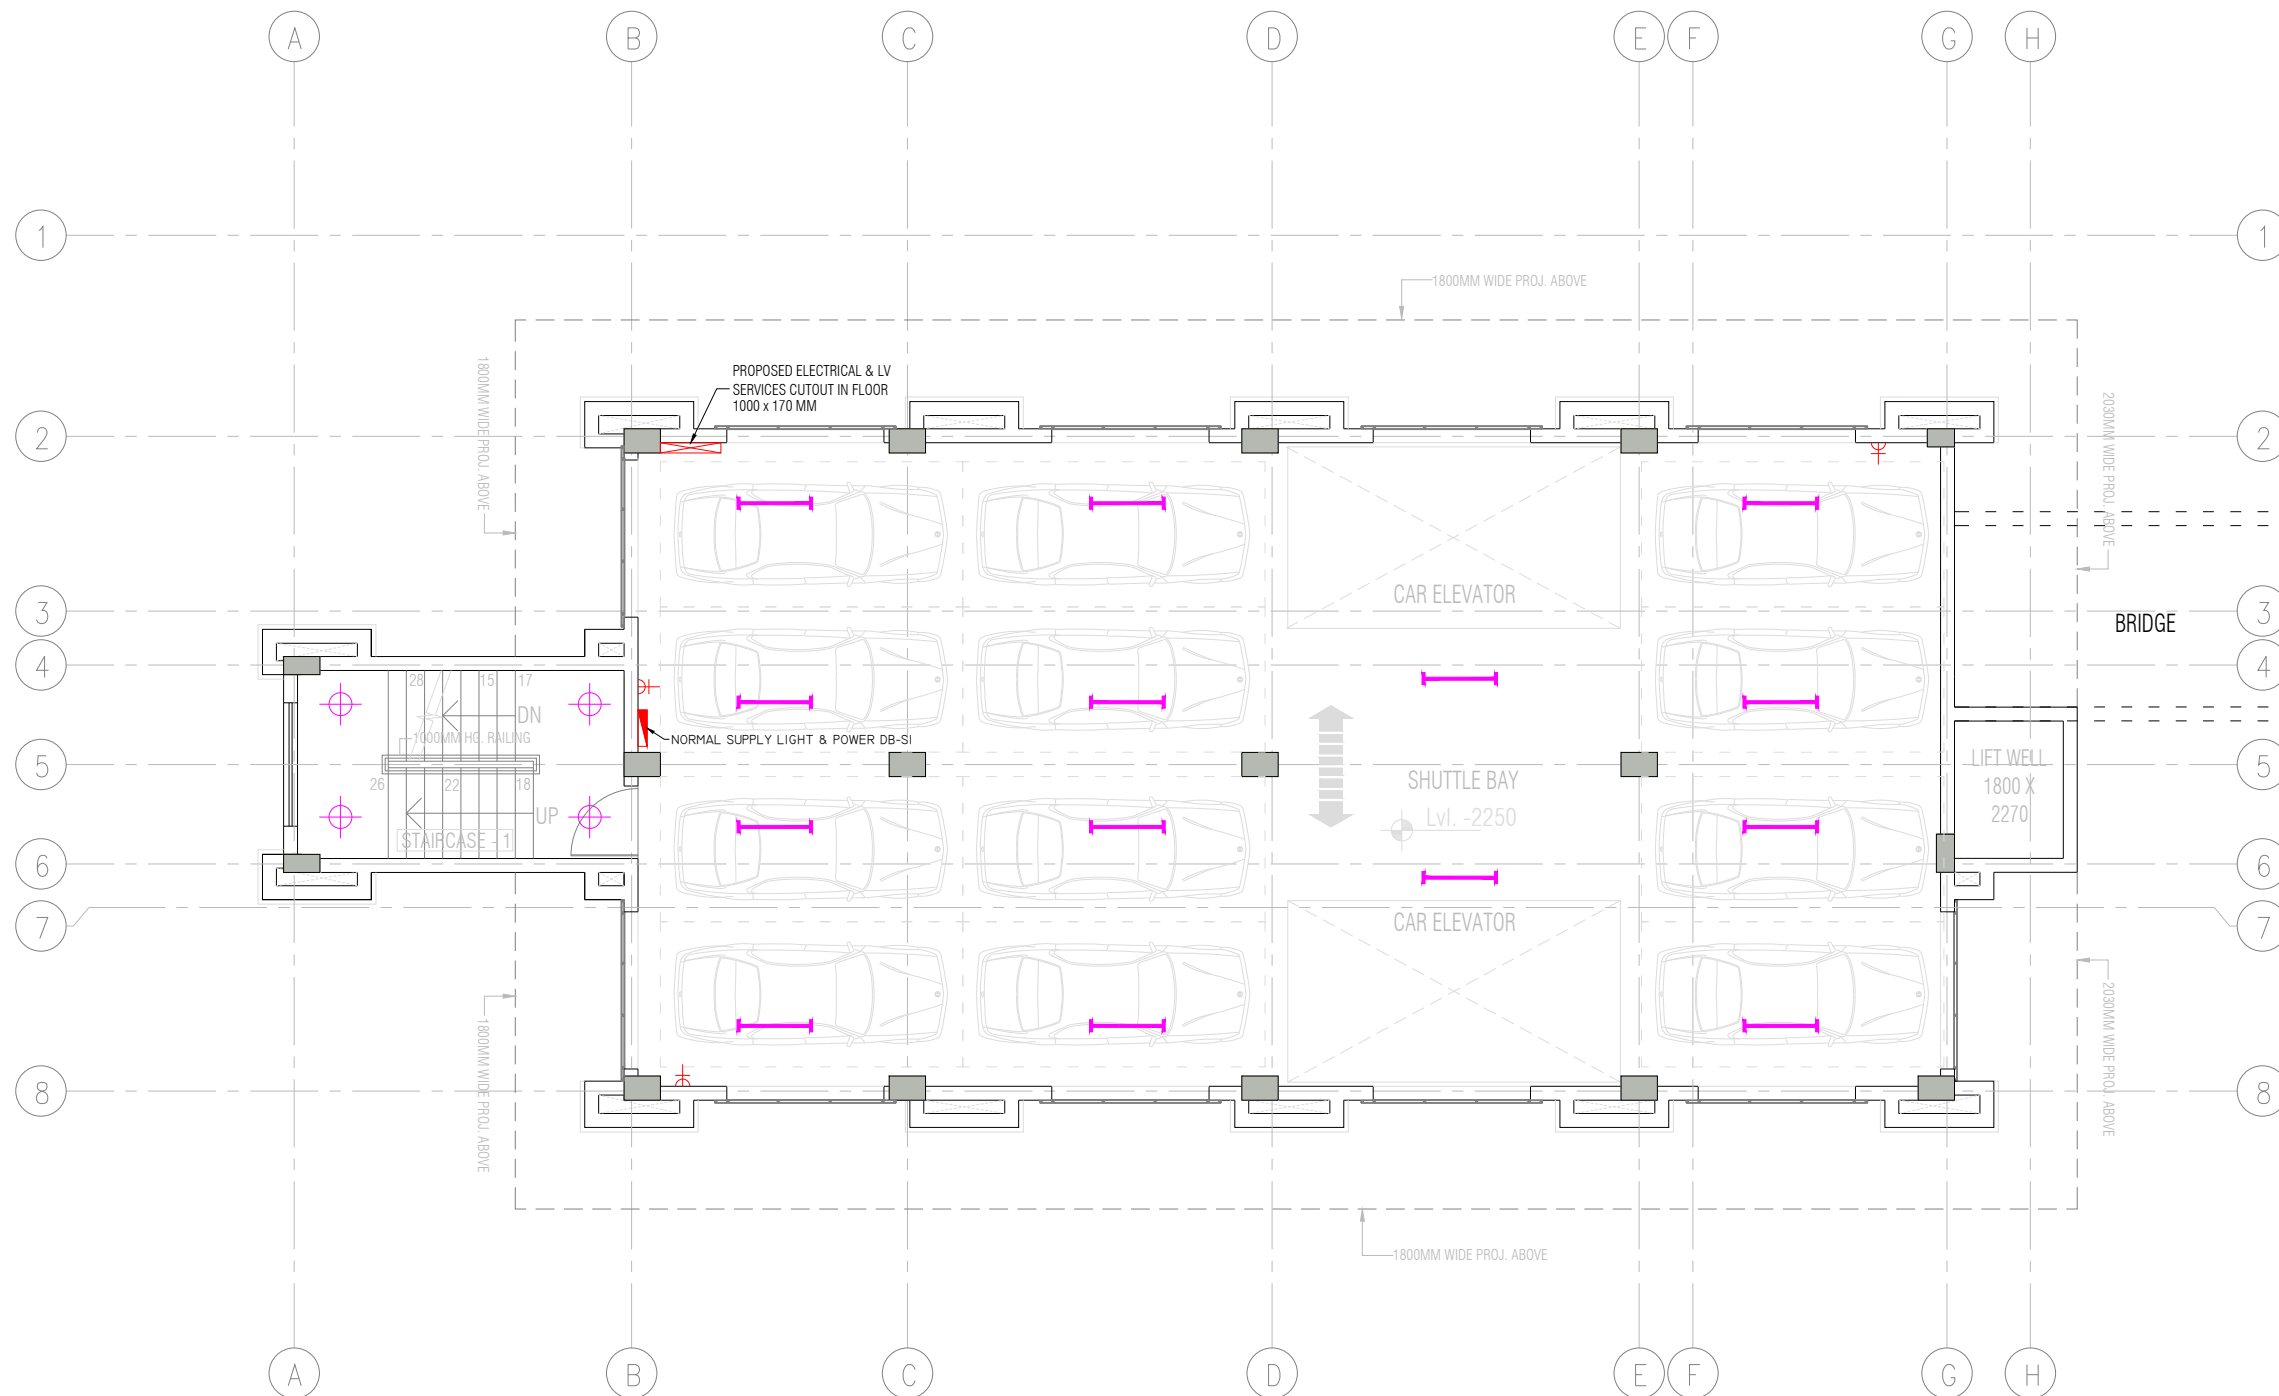 A B C D E F G H
1 1
1800MM WIDE PROJ. ABOVE
1800MM WIDE PROJ. ABOVE
PROPOSED ELECTRICAL & LV
SERVICES CUTOUT IN FLOOR
1000 x 170 MM
2030MM WIDE PROJ. ABOVE
2 2
CAR ELEVATOR
3 3
BRIDGE
4 4
28 15 17
DN
1000MM HG. RAILING
NORMAL SUPPLY LIGHT & POWER DB-SI
5 5
LIFT WELL
1800 X
2270
26 22 18
UP
STAIRCASE - 1
SHUTTLE BAY
Lvl. -2250
6 6
7 7
CAR ELEVATOR
1800MM WIDE PROJ. ABOVE
2030MM WIDE PROJ. ABOVE
8 8
1800MM WIDE PROJ. ABOVE
A B C D E F G H